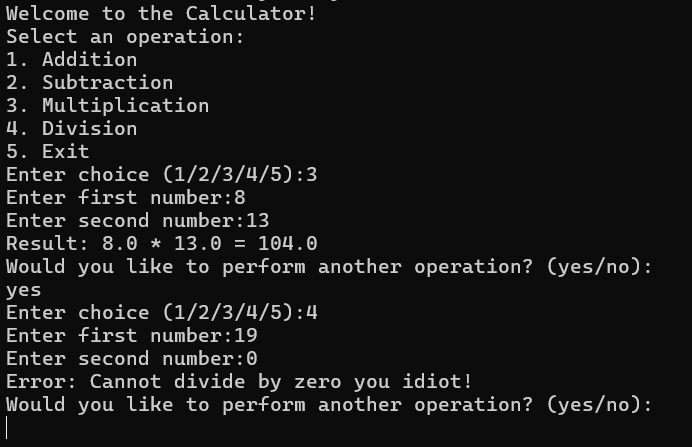 Welcome to the Calculator!
Select an operation:
1. Addition
2. Subtraction
3. Multiplication
4. Division
5. Exit
Enter choice (1/2/3/4/5):3
Enter first number:8
Enter second number:13
Result: 8.0 * 13.0 = 104.0
Would you like to perform another operation? (yes/no):
yes
Enter choice (1/2/3/4/5):4
Enter first number:19
Enter second number:0
Error: Cannot divide by zero you idiot!
Would you like to perform another operation? (yes/no):